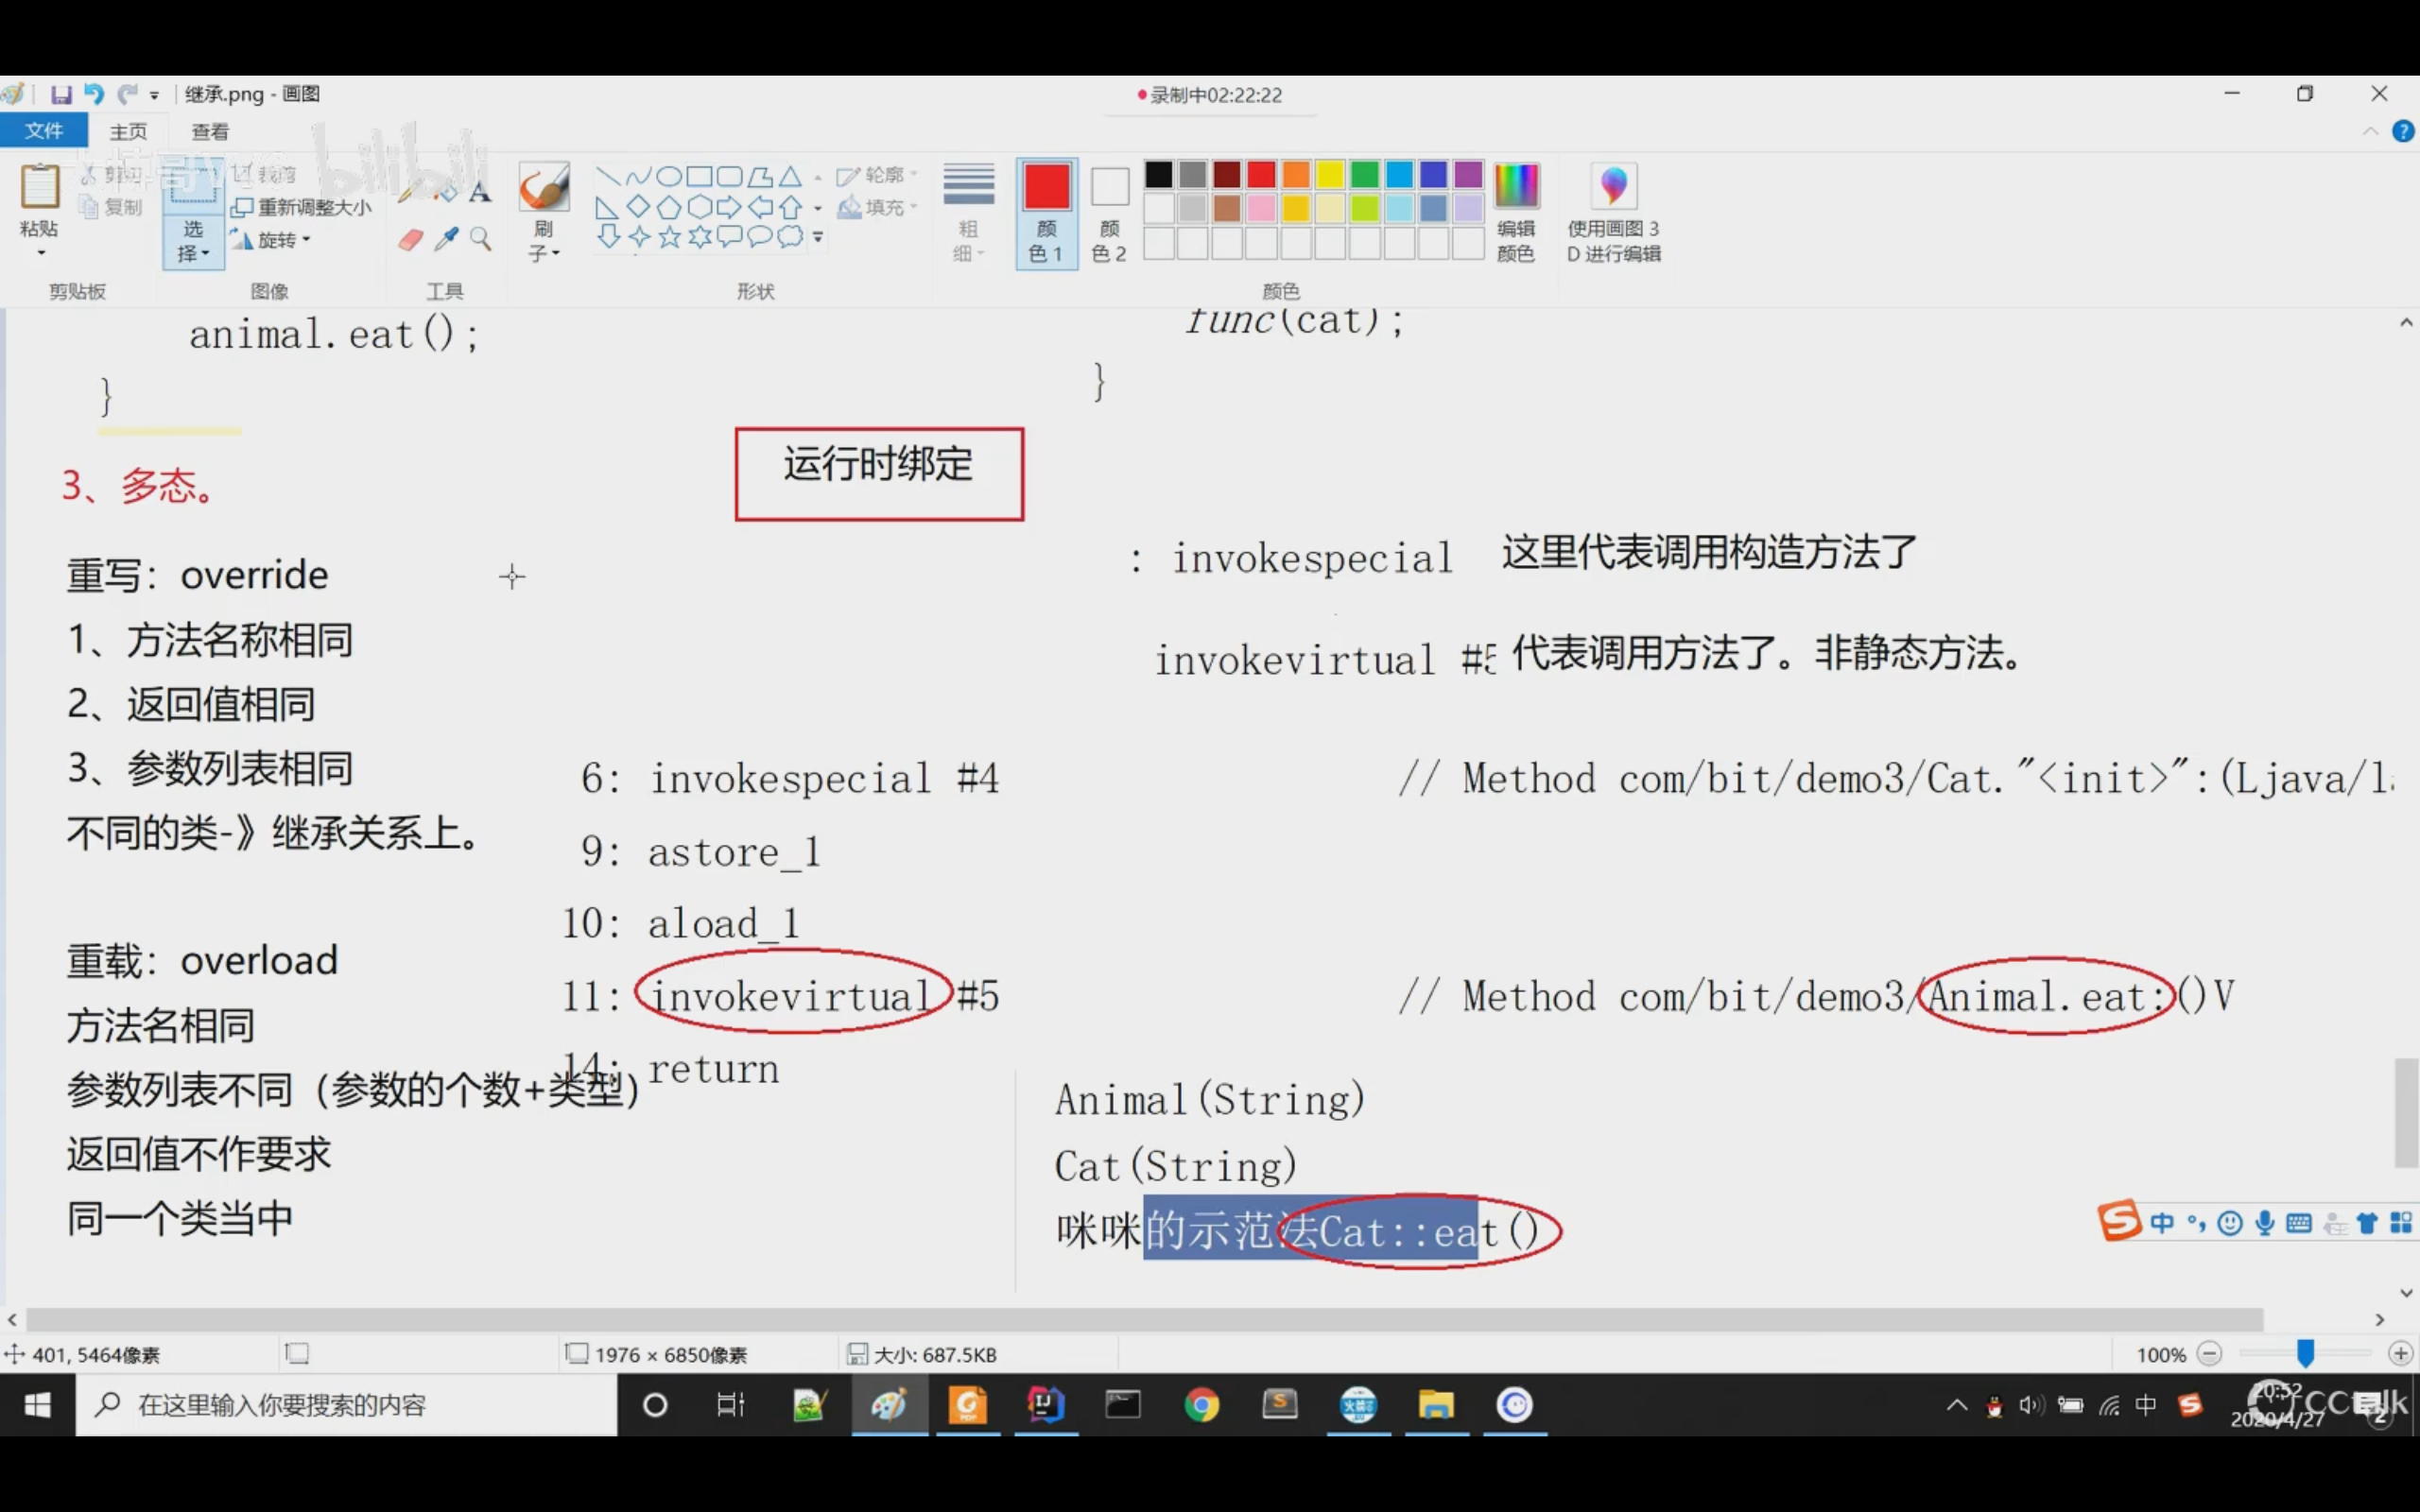 继承.png - 画图
录制中02:22:22
文件 主页 查看
bilibili
粘贴
复制
选择
重新调整大小
旋转
刷子
轮廓
填充
粗细
颜色1
颜色2
编辑颜色
使用画图 3D 进行编辑
剪贴板 图像 工具 形状 颜色
animal.eat();
}
func(cat);
}
3、多态。
运行时绑定
重写：override
1、方法名称相同
2、返回值相同
3、参数列表相同
不同的类-》继承关系上。
: invokespecial 这里代表调用构造方法了
invokevirtual #5 代表调用方法了。非静态方法。
6: invokespecial #4 // Method com/bit/demo3/Cat."<init>":(Ljava/l
9: astore_1
10: aload_1
11: invokevirtual #5 // Method com/bit/demo3/Animal.eat:()V
14: return
重载：overload
方法名相同
参数列表不同（参数的个数+类型）
返回值不作要求
同一个类当中
Animal(String)
Cat(String)
咪咪的示范法Cat::eat()
中
401, 5464像素
1976 × 6850像素
大小: 687.5KB
100%
在这里输入你要搜索的内容
中
20:52
2020/4/27